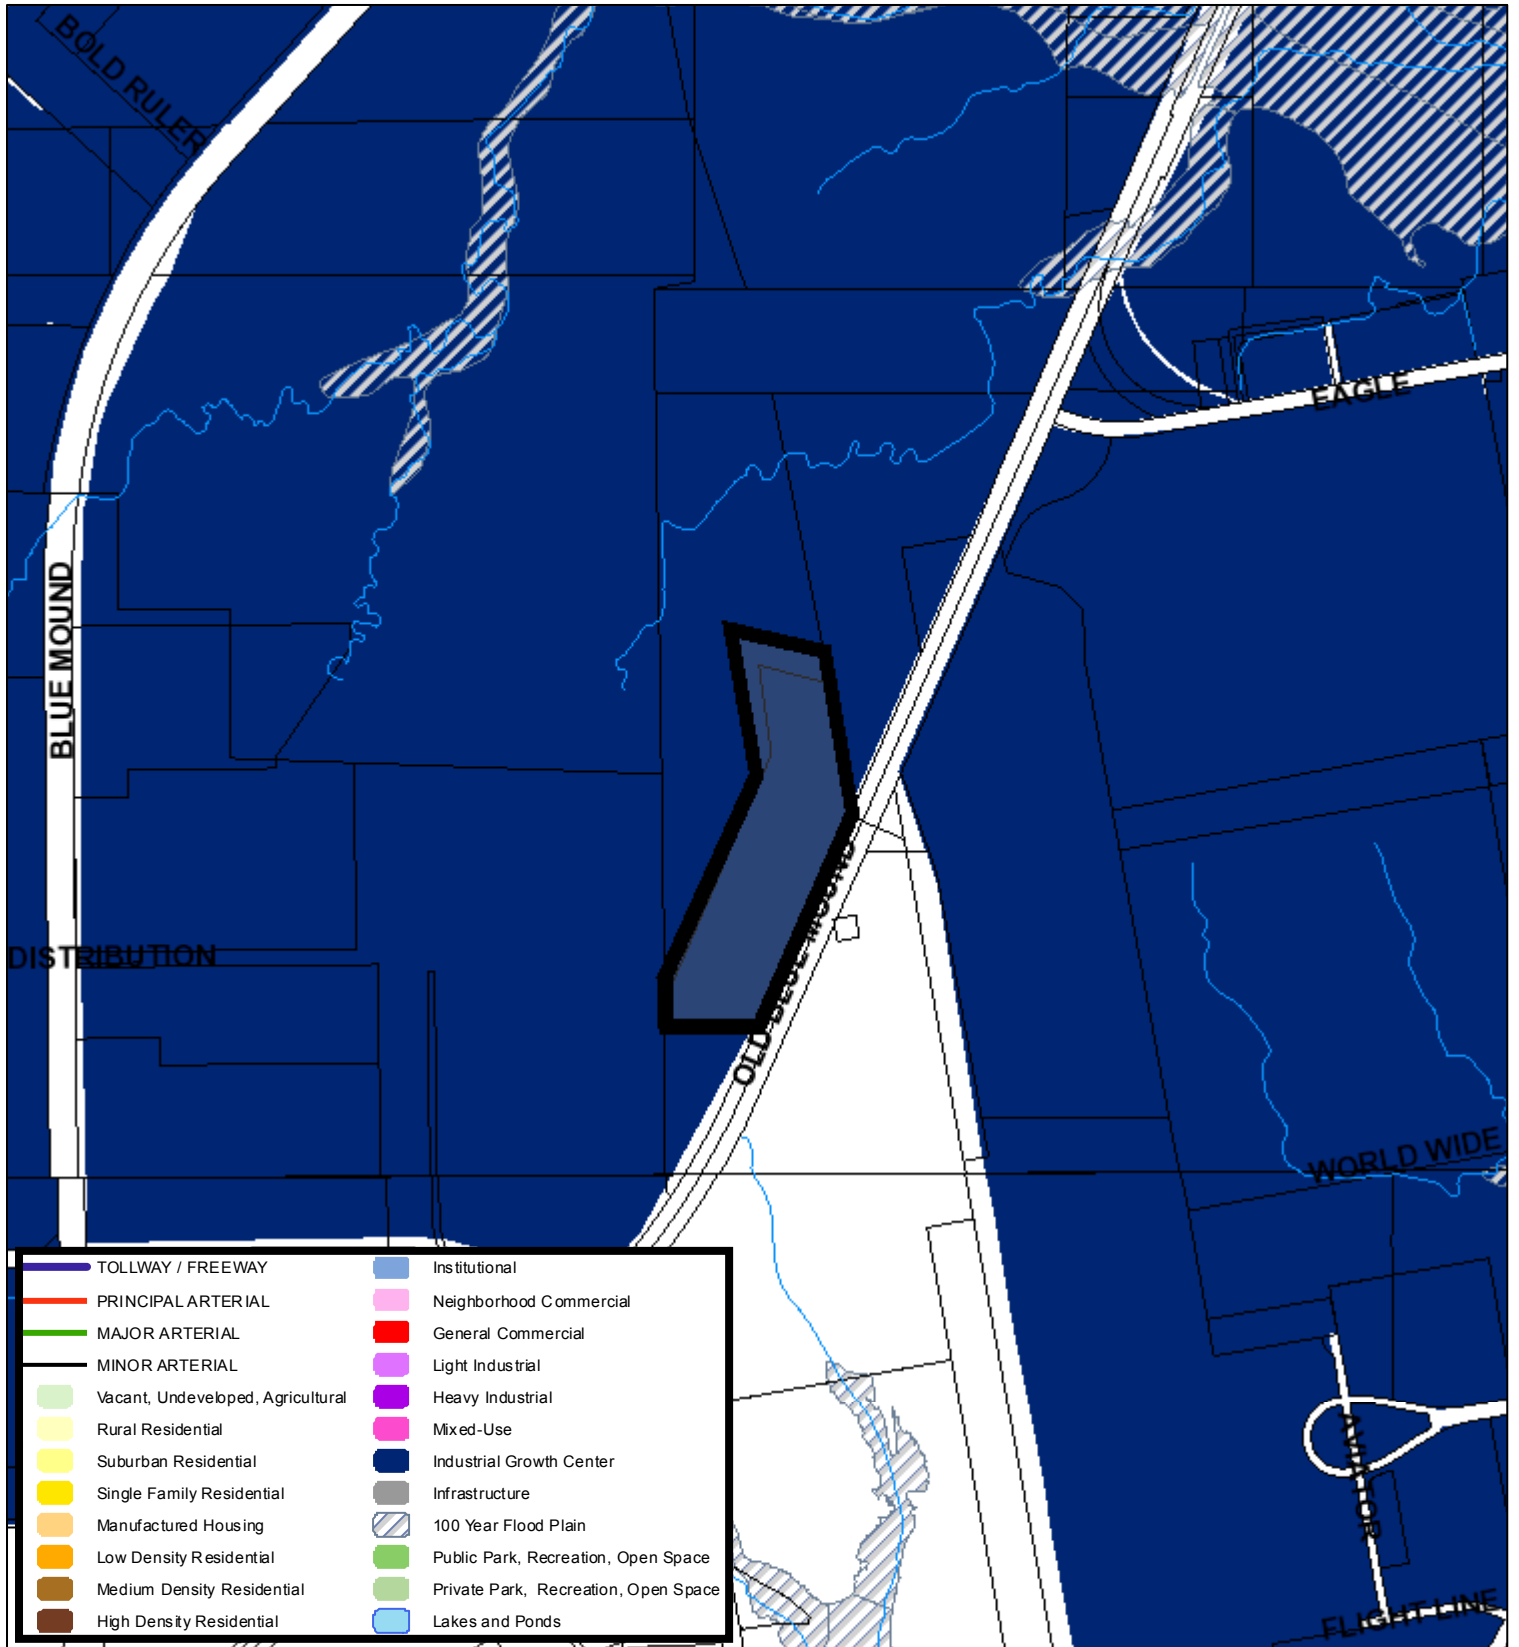 BOLD RULER
EAGLE
BLUE MOUND
OLD BLUE MOUND
DISTRIBUTION
WORLD WIDE
AVIATOR
FLIGHT LINE
TOLLWAY / FREEWAY
PRINCIPAL ARTERIAL
MAJOR ARTERIAL
MINOR ARTERIAL
Vacant, Undeveloped, Agricultural
Rural Residential
Suburban Residential
Single Family Residential
Manufactured Housing
Low Density Residential
Medium Density Residential
High Density Residential
Institutional
Neighborhood Commercial
General Commercial
Light Industrial
Heavy Industrial
Mixed-Use
Industrial Growth Center
Infrastructure
100 Year Flood Plain
Public Park, Recreation, Open Space
Private Park, Recreation, Open Space
Lakes and Ponds